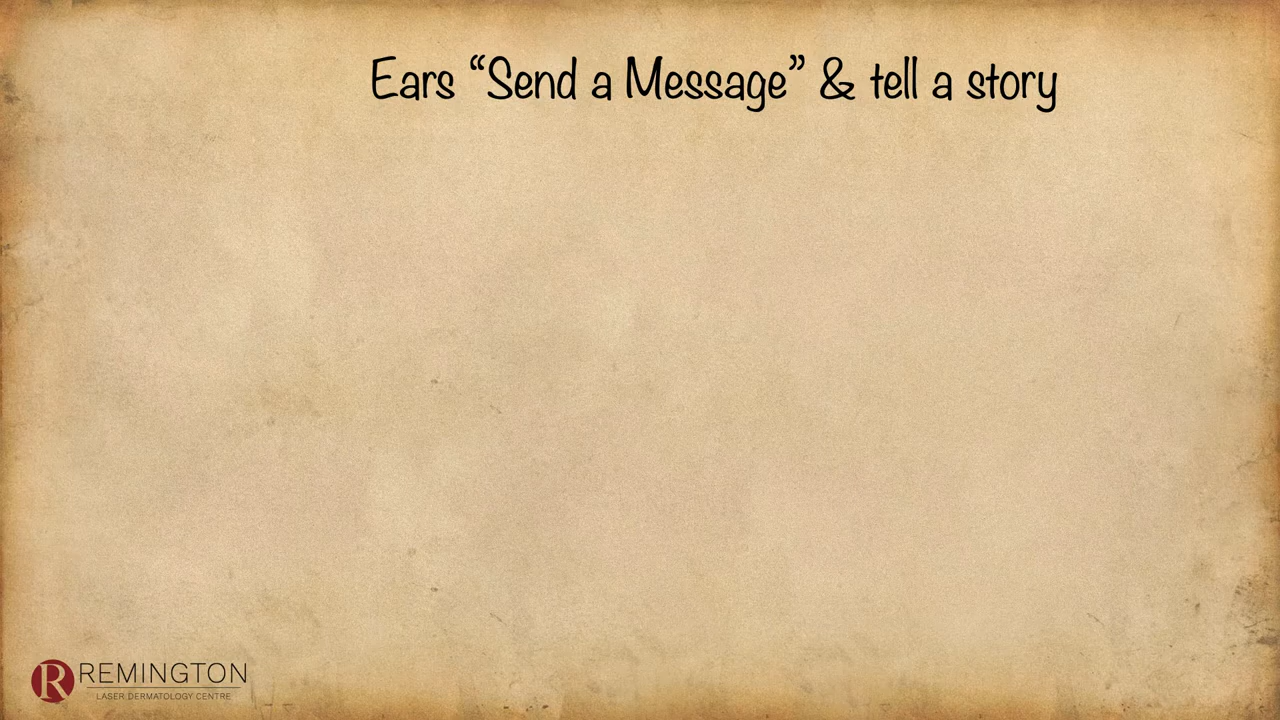 Ears “Send a Message” & tell a story
R REMINGTON
LASER DERMATOLOGY CENTRE